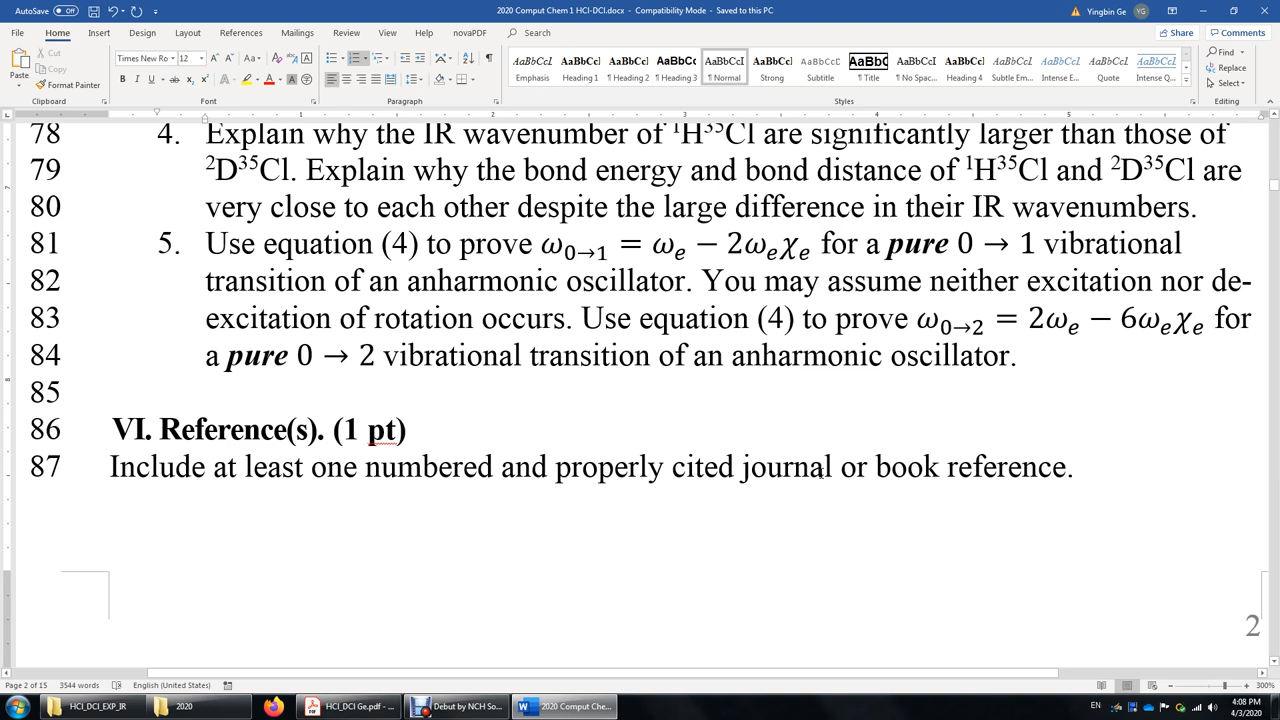 AutoSave Off
2020 Comput Chem 1 HCl-DCl.docx - Compatibility Mode - Saved to this PC
Yingbin Ge YG
File Home Insert Design Layout References Mailings Review View Help novaPDF Search Share Comments
Paste
Cut
Copy
Format Painter
Times New Ro 12
AaBbCcl AaBbCc AaBbCc AaBbCc AaBbCcl AaBbCcl AaBbCcl AaBbC AaBbCcl AaBbCc AaBbCcl AaBbCcl AaBbCcl AaBbCcl
Emphasis Heading 1 ¶ Heading 2 ¶ Heading 3 ¶ Normal Strong Subtitle ¶ Title ¶ No Spac... Heading 4 Subtle Em... Intense E... Quote Intense Q...
Find
Replace
Select
Clipboard Font Paragraph Styles Editing
78 4. Explain why the IR wavenumber of ¹H³⁵Cl are significantly larger than those of
79 ²D³⁵Cl. Explain why the bond energy and bond distance of ¹H³⁵Cl and ²D³⁵Cl are
80 very close to each other despite the large difference in their IR wavenumbers.
81 5. Use equation (4) to prove ω₀→₁ = ωₑ − 2ωₑχₑ for a pure 0 → 1 vibrational
82 transition of an anharmonic oscillator. You may assume neither excitation nor de-
83 excitation of rotation occurs. Use equation (4) to prove ω₀→₂ = 2ωₑ − 6ωₑχₑ for
84 a pure 0 → 2 vibrational transition of an anharmonic oscillator.
85
86 VI. Reference(s). (1 pt)
87 Include at least one numbered and properly cited journal or book reference.
2
Page 2 of 15 3544 words English (United States) 300%
HCl_DCl_EXP_IR 2020 HCl_DCl Ge.pdf - ... Debut by NCH So... 2020 Comput Che... EN 4:08 PM
4/3/2020